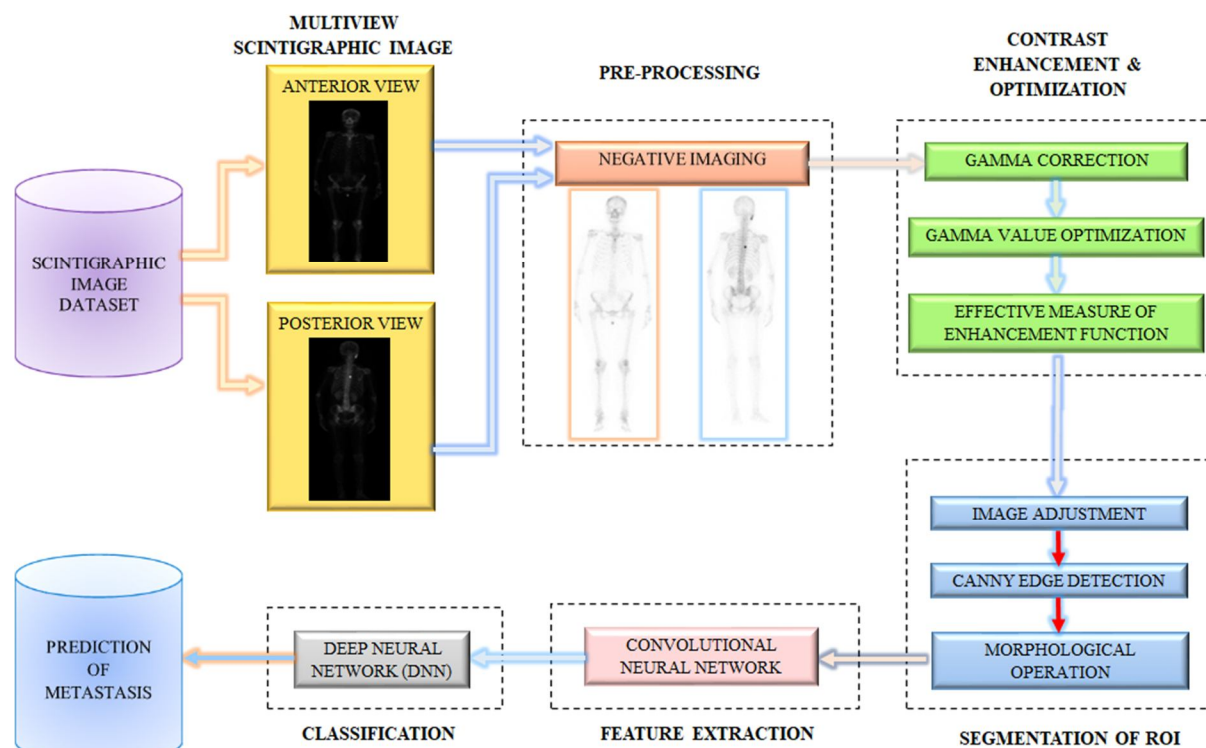 MULTIVIEW
SCINTIGRAPHIC IMAGE
ANTERIOR VIEW
POSTERIOR VIEW
SCINTIGRAPHIC
IMAGE
DATASET
PRE-PROCESSING
NEGATIVE IMAGING
CONTRAST
ENHANCEMENT &
OPTIMIZATION
GAMMA CORRECTION
GAMMA VALUE OPTIMIZATION
EFFECTIVE MEASURE OF
ENHANCEMENT FUNCTION
IMAGE ADJUSTMENT
CANNY EDGE DETECTION
MORPHOLOGICAL
OPERATION
SEGMENTATION OF ROI
CONVOLUTIONAL
NEURAL NETWORK
FEATURE EXTRACTION
DEEP NEURAL
NETWORK (DNN)
CLASSIFICATION
PREDICTION
OF
METASTASIS